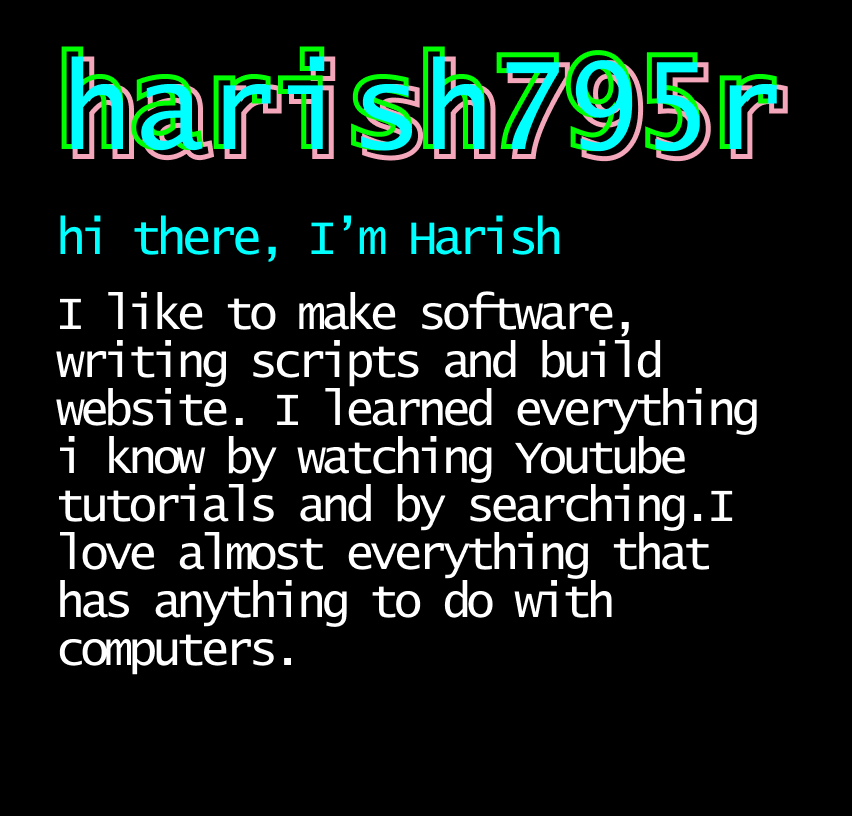 harish795r
hi there, I’m Harish
I like to make software,
writing scripts and build
website. I learned everything
i know by watching Youtube
tutorials and by searching.I
love almost everything that
has anything to do with
computers.